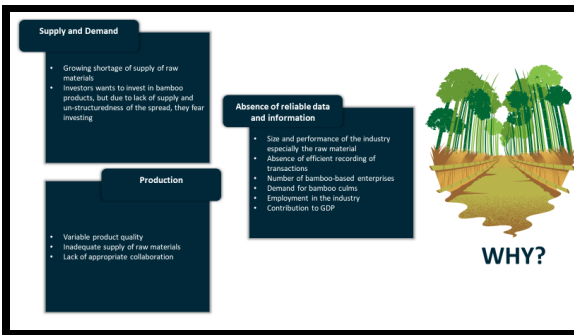 Supply and Demand
• Growing shortage of supply of raw
materials
• Investors wants to invest in bamboo
products, but due to lack of supply and
un-structuredness of the spread, they fear
investing
Production
• Variable product quality
• Inadequate supply of raw materials
• Lack of appropriate collaboration
Absence of reliable data
and information
• Size and performance of the industry
especially the raw material
• Absence of efficient recording of
transactions
• Number of bamboo-based enterprises
• Demand for bamboo culms
• Employment in the industry
• Contribution to GDP
WHY?